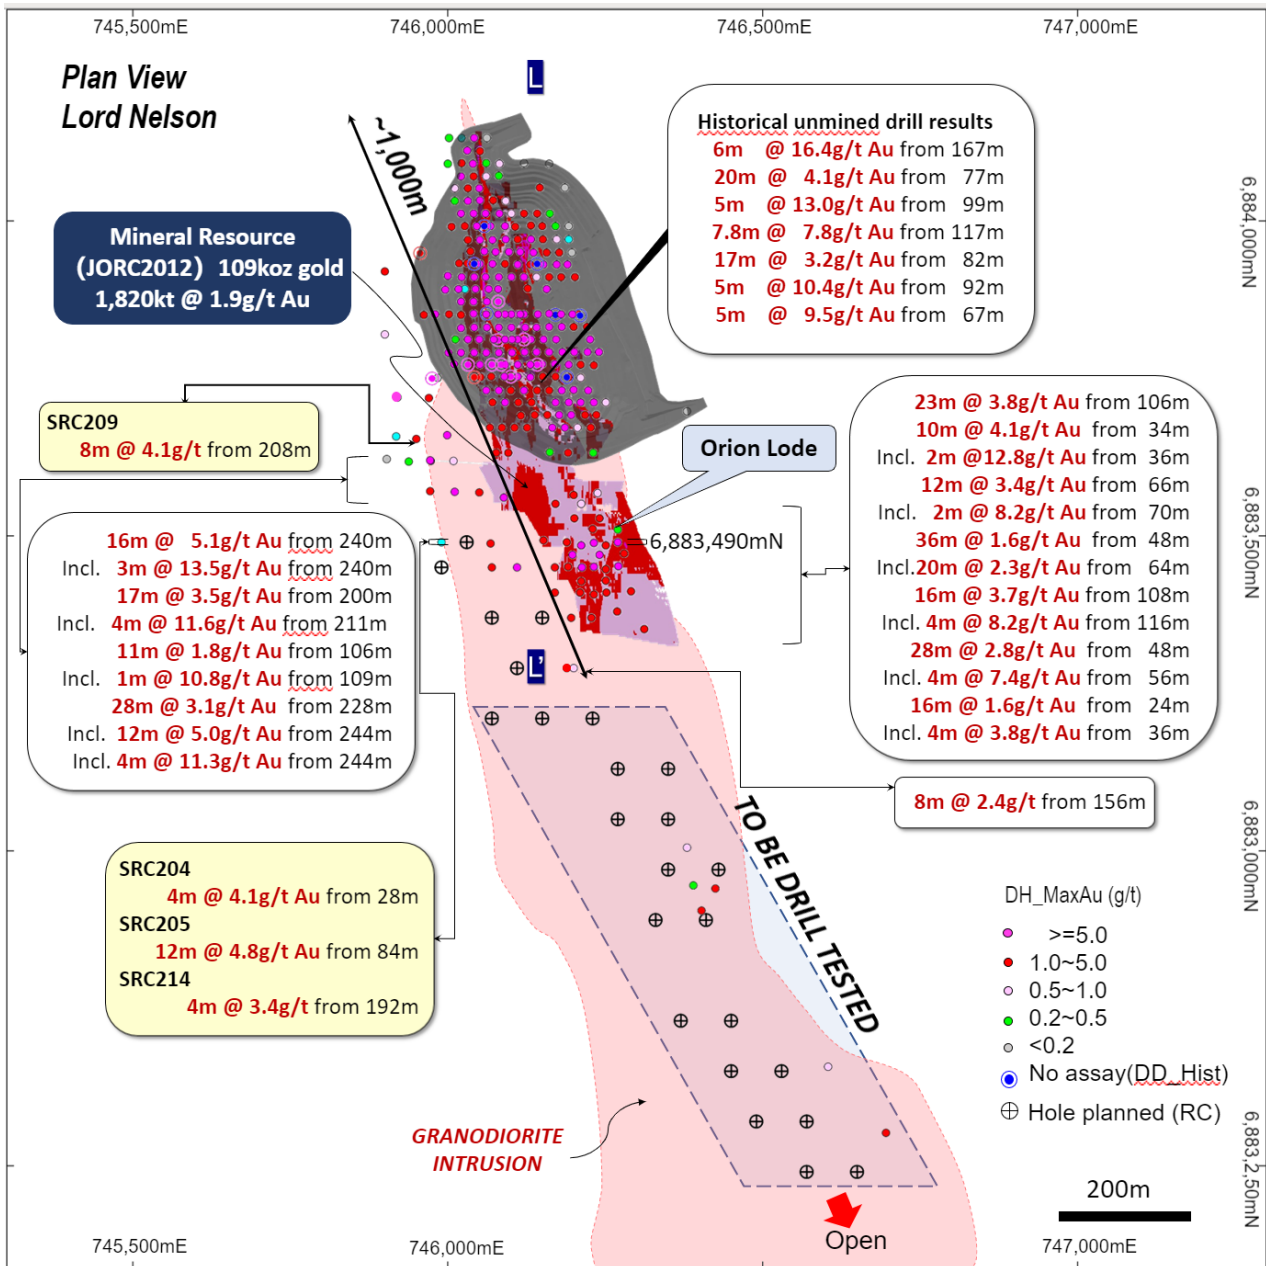 745,500mE
746,000mE
746,500mE
747,000mE
Plan View
Lord Nelson
L
~1,000m
Historical unmined drill results
6m @ 16.4g/t Au from 167m
20m @ 4.1g/t Au from 77m
5m @ 13.0g/t Au from 99m
7.8m @ 7.8g/t Au from 117m
17m @ 3.2g/t Au from 82m
5m @ 10.4g/t Au from 92m
5m @ 9.5g/t Au from 67m
6,884,000mN
Mineral Resource
(JORC2012) 109koz gold
1,820kt @ 1.9g/t Au
SRC209
8m @ 4.1g/t from 208m
Orion Lode
23m @ 3.8g/t Au from 106m
10m @ 4.1g/t Au from 34m
Incl. 2m @12.8g/t Au from 36m
12m @ 3.4g/t Au from 66m
Incl. 2m @ 8.2g/t Au from 70m
36m @ 1.6g/t Au from 48m
Incl.20m @ 2.3g/t Au from 64m
16m @ 3.7g/t Au from 108m
Incl. 4m @ 8.2g/t Au from 116m
28m @ 2.8g/t Au from 48m
Incl. 4m @ 7.4g/t Au from 56m
16m @ 1.6g/t Au from 24m
Incl. 4m @ 3.8g/t Au from 36m
6,883,500mN
6,883,490mN
16m @ 5.1g/t Au from 240m
Incl. 3m @ 13.5g/t Au from 240m
17m @ 3.5g/t Au from 200m
Incl. 4m @ 11.6g/t Au from 211m
11m @ 1.8g/t Au from 106m
Incl. 1m @ 10.8g/t Au from 109m
28m @ 3.1g/t Au from 228m
Incl. 12m @ 5.0g/t Au from 244m
Incl. 4m @ 11.3g/t Au from 244m
L'
8m @ 2.4g/t from 156m
TO BE DRILL TESTED
6,883,000mN
SRC204
4m @ 4.1g/t Au from 28m
SRC205
12m @ 4.8g/t Au from 84m
SRC214
4m @ 3.4g/t from 192m
DH_MaxAu (g/t)
>=5.0
1.0~5.0
0.5~1.0
0.2~0.5
<0.2
No assay(DD_Hist)
Hole planned (RC)
GRANODIORITE
INTRUSION
6,883,2,50mN
200m
Open
745,500mE
746,000mE
747,000mE